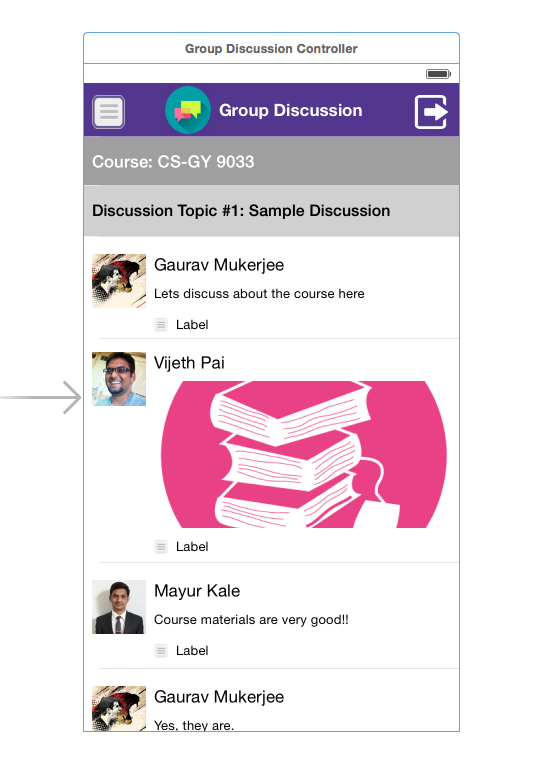 Group Discussion Controller
Group Discussion
Course: CS-GY 9033
Discussion Topic #1: Sample Discussion
Gaurav Mukerjee
Lets discuss about the course here
Label
Vijeth Pai
Label
Mayur Kale
Course materials are very good!!
Label
Gaurav Mukerjee
Yes, they are.